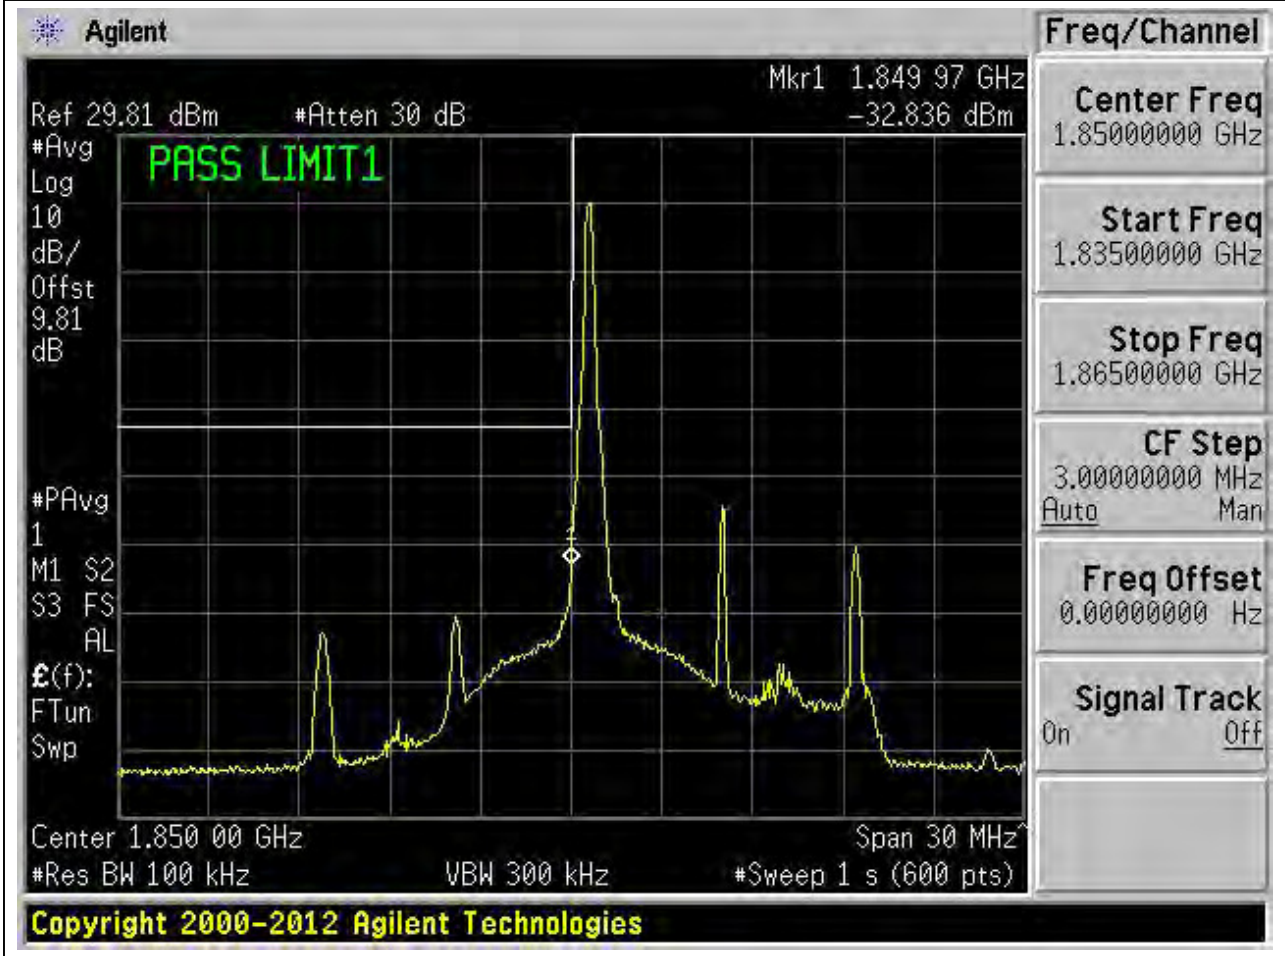 Agilent
Freq/Channel
Mkr1 1.849 97 GHz
Ref 29.81 dBm #Atten 30 dB -32.836 dBm
#Avg
Log
10
dB/
Offst
9.81
dB
PASS LIMIT1
#PAvg
1
M1 S2
S3 FS
AL
£(f):
FTun
Swp
1
Center 1.850 00 GHz Span 30 MHz^
#Res BW 100 kHz VBW 300 kHz #Sweep 1 s (600 pts)
Copyright 2000-2012 Agilent Technologies
Center Freq
1.85000000 GHz
Start Freq
1.83500000 GHz
Stop Freq
1.86500000 GHz
CF Step
3.00000000 MHz
Auto Man
Freq Offset
0.00000000 Hz
Signal Track
On Off